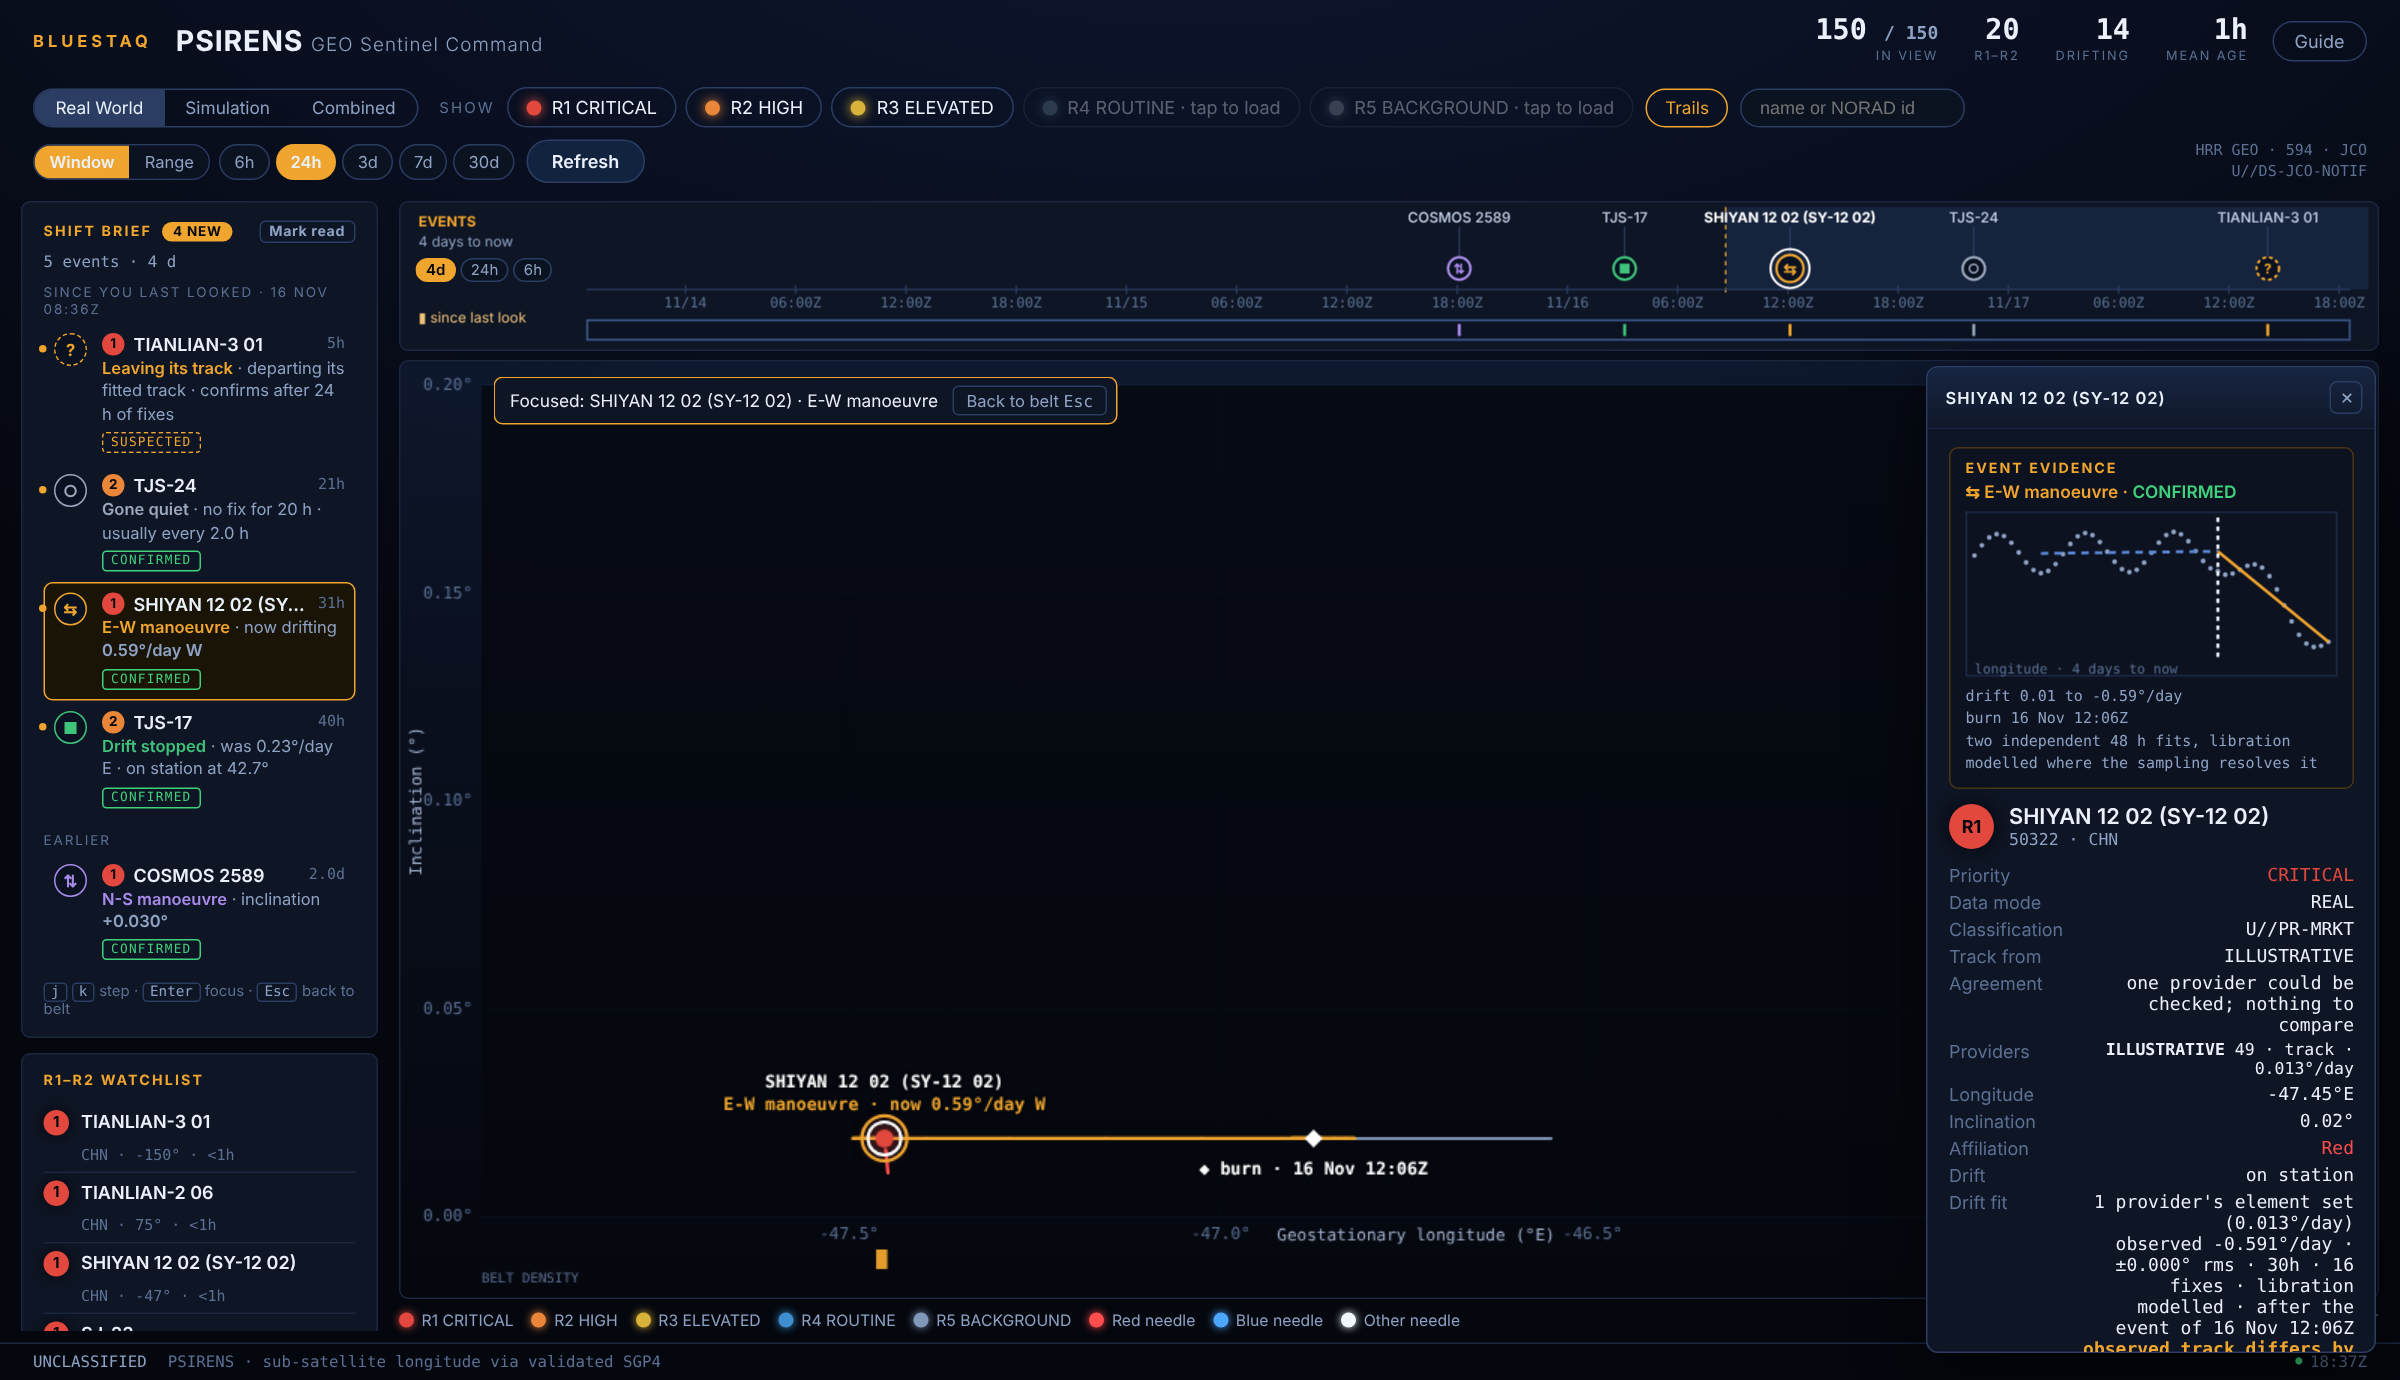 BLUESTAQ PSIRENS GEO Sentinel Command
150 / 150 IN VIEW
20 R1–R2
14 DRIFTING
1h MEAN AGE
Guide
Real World Simulation Combined SHOW R1 CRITICAL R2 HIGH R3 ELEVATED R4 ROUTINE · tap to load R5 BACKGROUND · tap to load Trails name or NORAD id
Window Range 6h 24h 3d 7d 30d Refresh
HRR GEO · 594 · JCO
U//DS-JCO-NOTIF
SHIFT BRIEF 4 NEW Mark read
5 events · 4 d
SINCE YOU LAST LOOKED · 16 NOV
08:36Z
? 1 TIANLIAN-3 01 5h
Leaving its track · departing its
fitted track · confirms after 24
h of fixes
SUSPECTED
2 TJS-24 21h
Gone quiet · no fix for 20 h ·
usually every 2.0 h
CONFIRMED
⇆ 1 SHIYAN 12 02 (SY... 31h
E-W manoeuvre · now drifting
0.59°/day W
CONFIRMED
2 TJS-17 40h
Drift stopped · was 0.23°/day
E · on station at 42.7°
CONFIRMED
EARLIER
⇅ 1 COSMOS 2589 2.0d
N-S manoeuvre · inclination
+0.030°
CONFIRMED
j k step · Enter focus · Esc back to
belt
R1–R2 WATCHLIST
1 TIANLIAN-3 01
CHN · -150° · <1h
1 TIANLIAN-2 06
CHN · 75° · <1h
1 SHIYAN 12 02 (SY-12 02)
CHN · -47° · <1h
EVENTS
4 days to now
4d 24h 6h
since last look
COSMOS 2589 TJS-17 SHIYAN 12 02 (SY-12 02) TJS-24 TIANLIAN-3 01
⇅ ⇆ ?
11/14 06:00Z 12:00Z 18:00Z 11/15 06:00Z 12:00Z 18:00Z 11/16 06:00Z 12:00Z 18:00Z 11/17 06:00Z 12:00Z 18:00Z
Focused: SHIYAN 12 02 (SY-12 02) · E-W manoeuvre Back to belt Esc
0.20°
0.15°
0.10°
0.05°
0.00°
Inclination (°)
SHIYAN 12 02 (SY-12 02)
E-W manoeuvre · now 0.59°/day W
◆ burn · 16 Nov 12:06Z
-47.5° -47.0° Geostationary longitude (°E) -46.5°
BELT DENSITY
R1 CRITICAL R2 HIGH R3 ELEVATED R4 ROUTINE R5 BACKGROUND Red needle Blue needle Other needle
SHIYAN 12 02 (SY-12 02) ✕
EVENT EVIDENCE
⇆ E-W manoeuvre · CONFIRMED
longitude · 4 days to now
drift 0.01 to -0.59°/day
burn 16 Nov 12:06Z
two independent 48 h fits, libration
modelled where the sampling resolves it
R1 SHIYAN 12 02 (SY-12 02)
50322 · CHN
Priority CRITICAL
Data mode REAL
Classification U//PR-MRKT
Track from ILLUSTRATIVE
Agreement one provider could be
checked; nothing to
compare
Providers ILLUSTRATIVE 49 · track ·
0.013°/day
Longitude -47.45°E
Inclination 0.02°
Affiliation Red
Drift on station
Drift fit 1 provider's element set
(0.013°/day)
observed -0.591°/day ·
±0.000° rms · 30h · 16
fixes · libration
modelled · after the
event of 16 Nov 12:06Z
observed track differs by
UNCLASSIFIED PSIRENS · sub-satellite longitude via validated SGP4
18:37Z